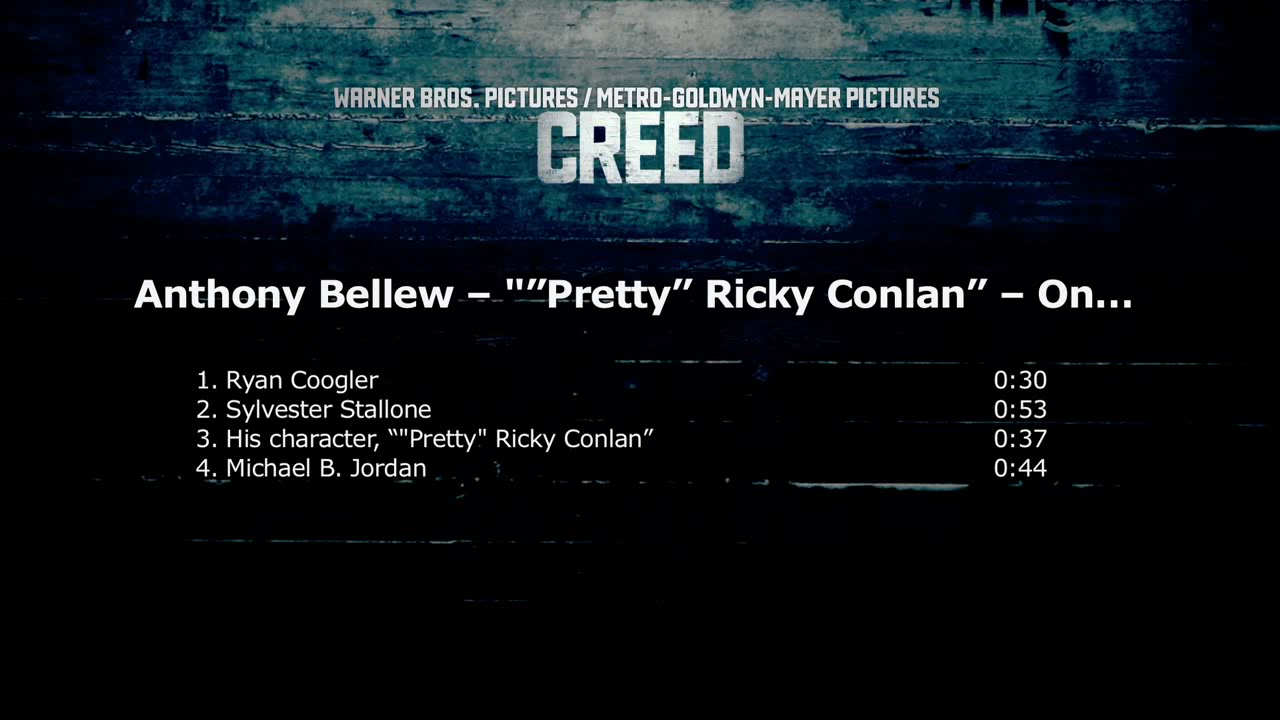 WARNER BROS. PICTURES / METRO-GOLDWYN-MAYER PICTURES
CREED
Anthony Bellew – "”Pretty” Ricky Conlan” – On...
1. Ryan Coogler 0:30
2. Sylvester Stallone 0:53
3. His character, “"Pretty" Ricky Conlan” 0:37
4. Michael B. Jordan 0:44